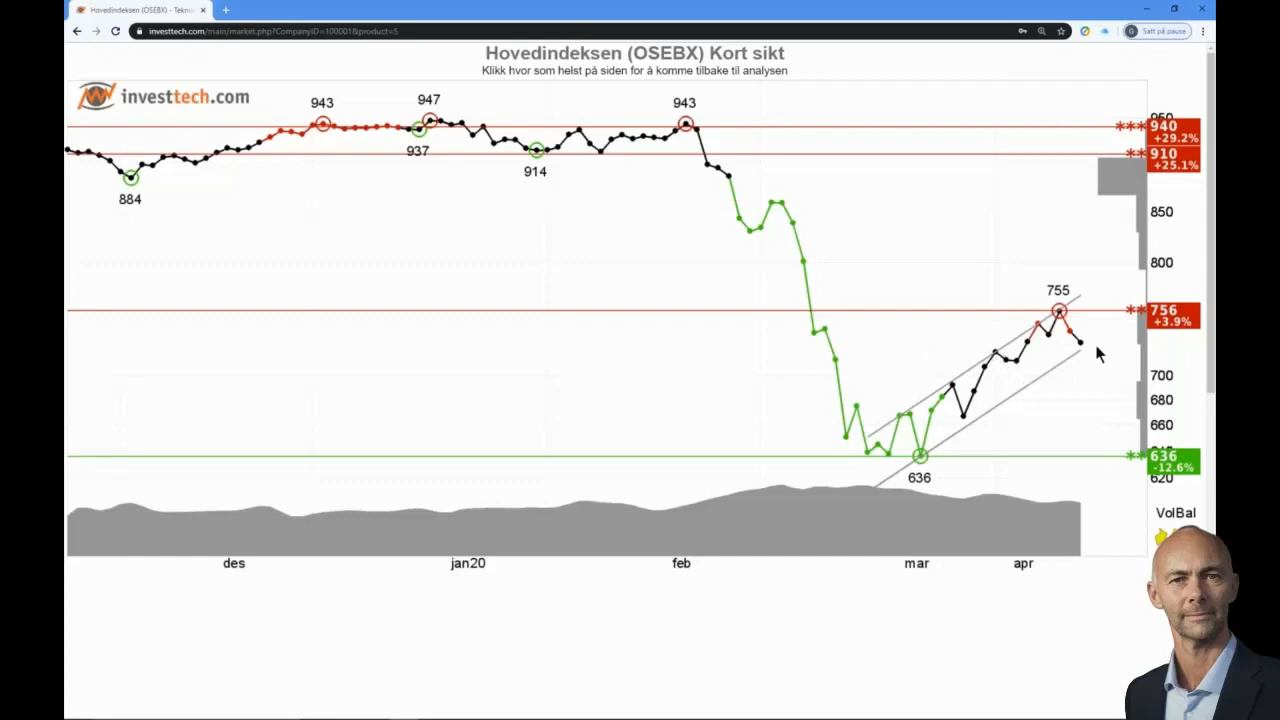 Hovedindeksen (OSEBX) - Teknis
investtech.com/main/market.php?CompanyID=100001&product=5
G Satt på pause
Hovedindeksen (OSEBX) Kort sikt
Klikk hvor som helst på siden for å komme tilbake til analysen
investtech.com
943
947
943
950
*** 940
+29.2%
937
** 910
+25.1%
914
884
850
800
755
** 756
+3.9%
700
680
660
** 636
-12.6%
636
620
VolBal
des
jan20
feb
mar
apr